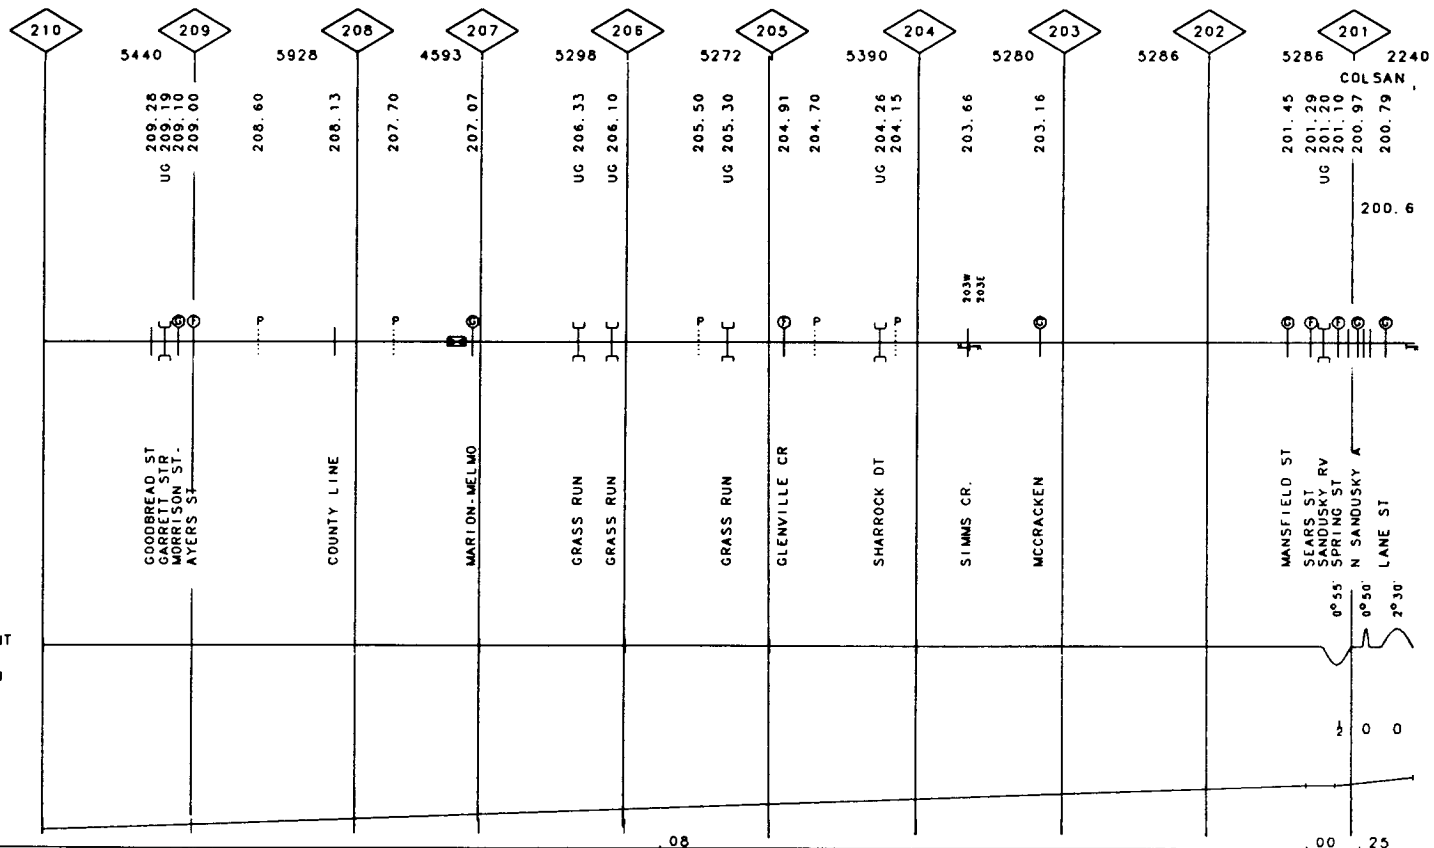 210 209 208 207 206 205 204 203 202 201
5440 5928 4593 5298 5272 5390 5280 5286 5286 2240
COLSAN
209.28
UG 209.19
209.10
209.00
208.60
208.13
207.70
207.07
UG 206.33
UG 206.10
205.50
UG 205.30
204.91
204.70
UG 204.26
204.15
203.66
203.16
201.45
201.29
UG 201.20
201.10
200.97
200.79
200.6
203W
203E
G F P P G P F P P G G F F G G
GOODBREAD ST
GARRETT STR
MORRISON ST-
AYERS ST
COUNTY LINE
MARION-MELMO
GRASS RUN
GRASS RUN
GRASS RUN
GLENVILLE CR
SHARROCK DT
SIMMS CR.
MCCRACKEN
MANSFIELD ST
SEARS ST
SANDUSKY RV
SPRING ST
N SANDUSKY A
LANE ST
0°55'
0°50'
2°30'
½ 0 0
.08 .00 .25